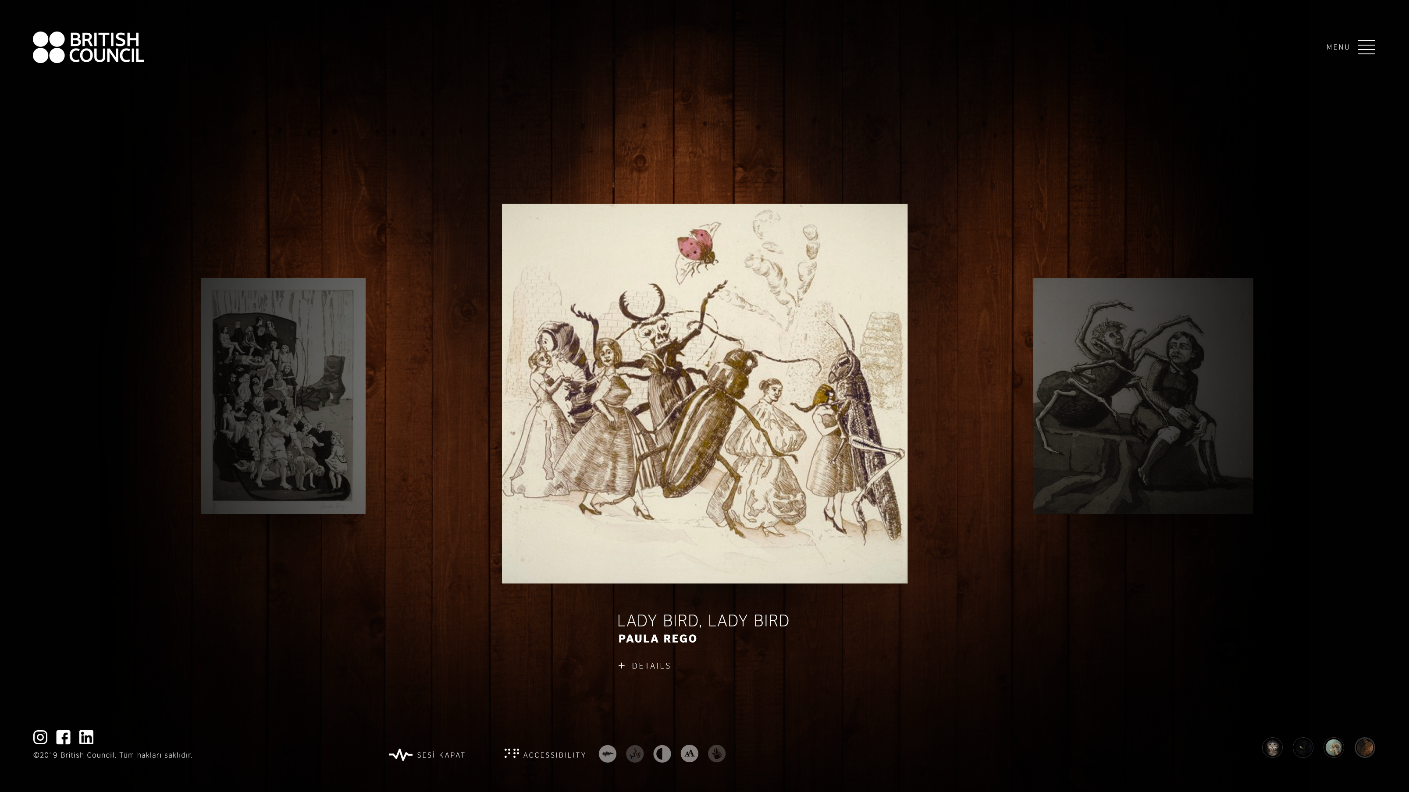 BRITISH
COUNCIL
MENU
LADY BIRD, LADY BIRD
PAULA REGO
+ DETAILS
©2019 British Council. Tüm hakları saklıdır.
SESİ KAPAT
ACCESSIBILITY